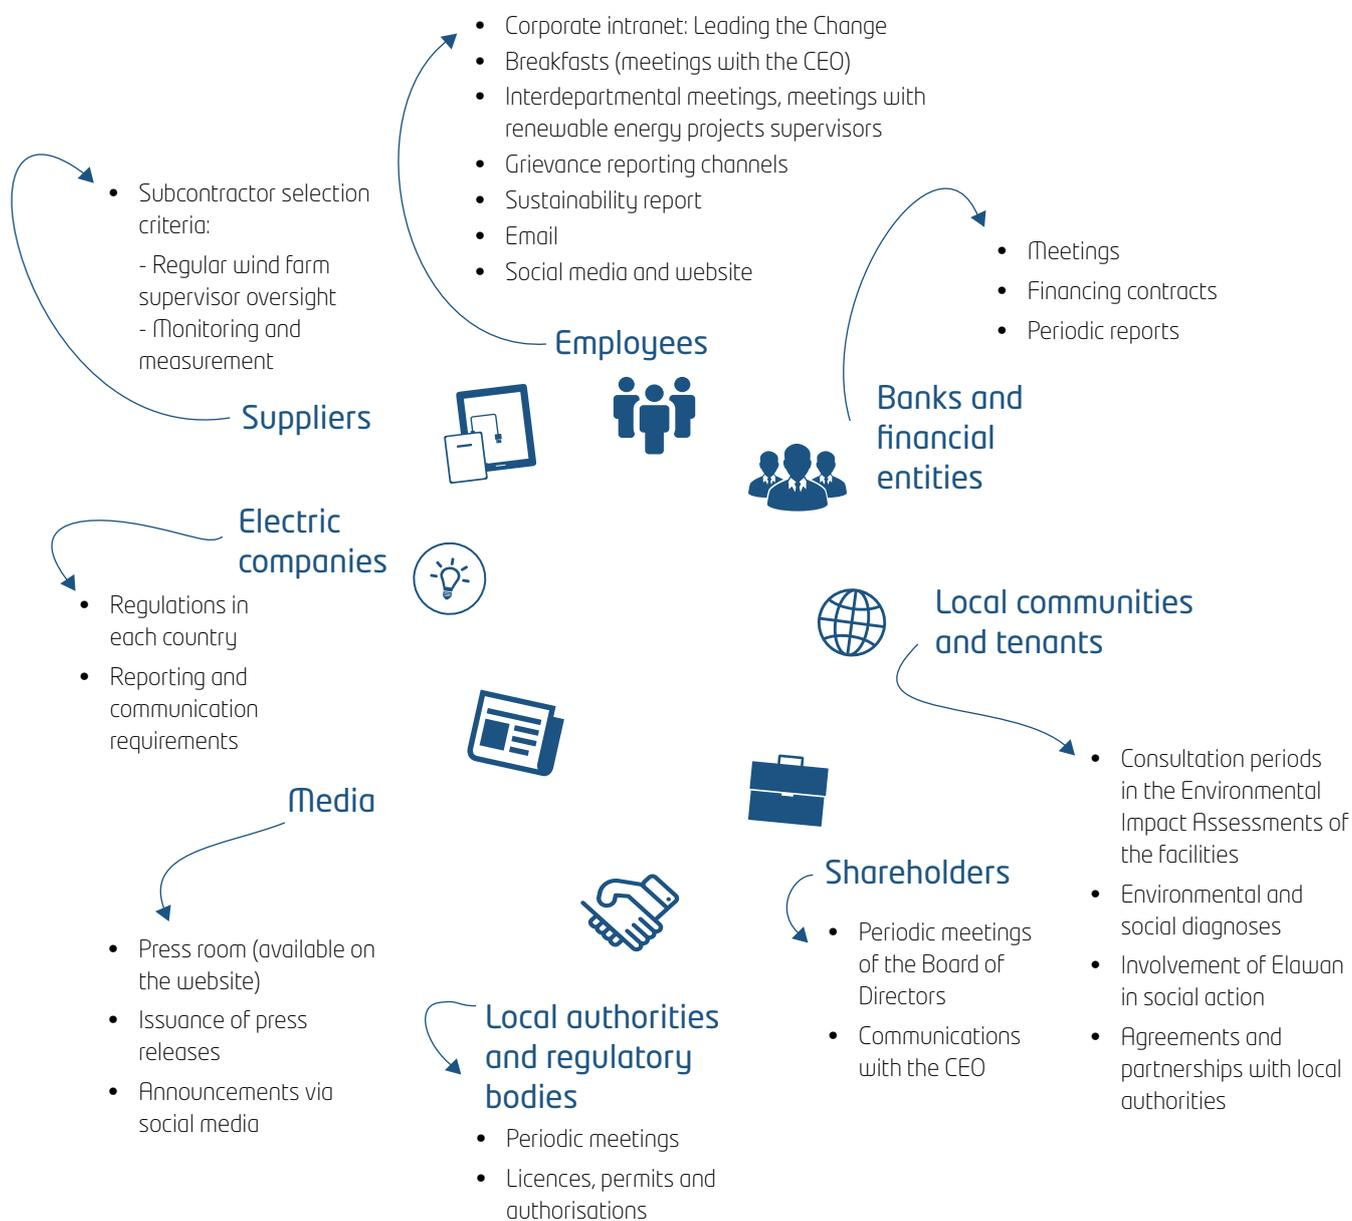 • Corporate intranet: Leading the Change
• Breakfasts (meetings with the CEO)
• Interdepartmental meetings, meetings with
renewable energy projects supervisors
• Grievance reporting channels
• Sustainability report
• Email
• Social media and website
Employees
• Subcontractor selection
criteria:
- Regular wind farm
supervisor oversight
- Monitoring and
measurement
Suppliers
• Meetings
• Financing contracts
• Periodic reports
Banks and
financial
entities
Electric
companies
• Regulations in
each country
• Reporting and
communication
requirements
Local communities
and tenants
• Consultation periods
in the Environmental
Impact Assessments of
the facilities
• Environmental and
social diagnoses
• Involvement of Elawan
in social action
• Agreements and
partnerships with local
authorities
Media
• Press room (available on
the website)
• Issuance of press
releases
• Announcements via
social media
Shareholders
• Periodic meetings
of the Board of
Directors
• Communications
with the CEO
Local authorities
and regulatory
bodies
• Periodic meetings
• Licences, permits and
authorisations